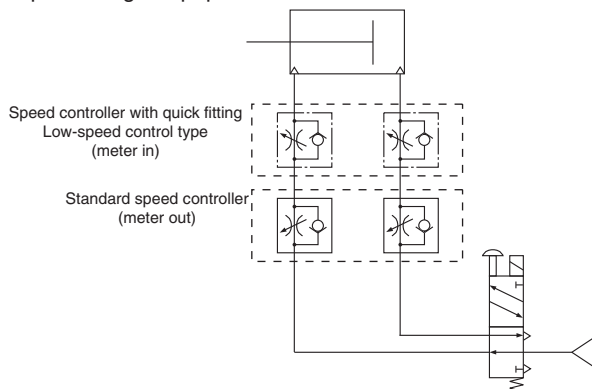 Speed controller with quick fitting
Low-speed control type
(meter in)
Standard speed controller
(meter out)